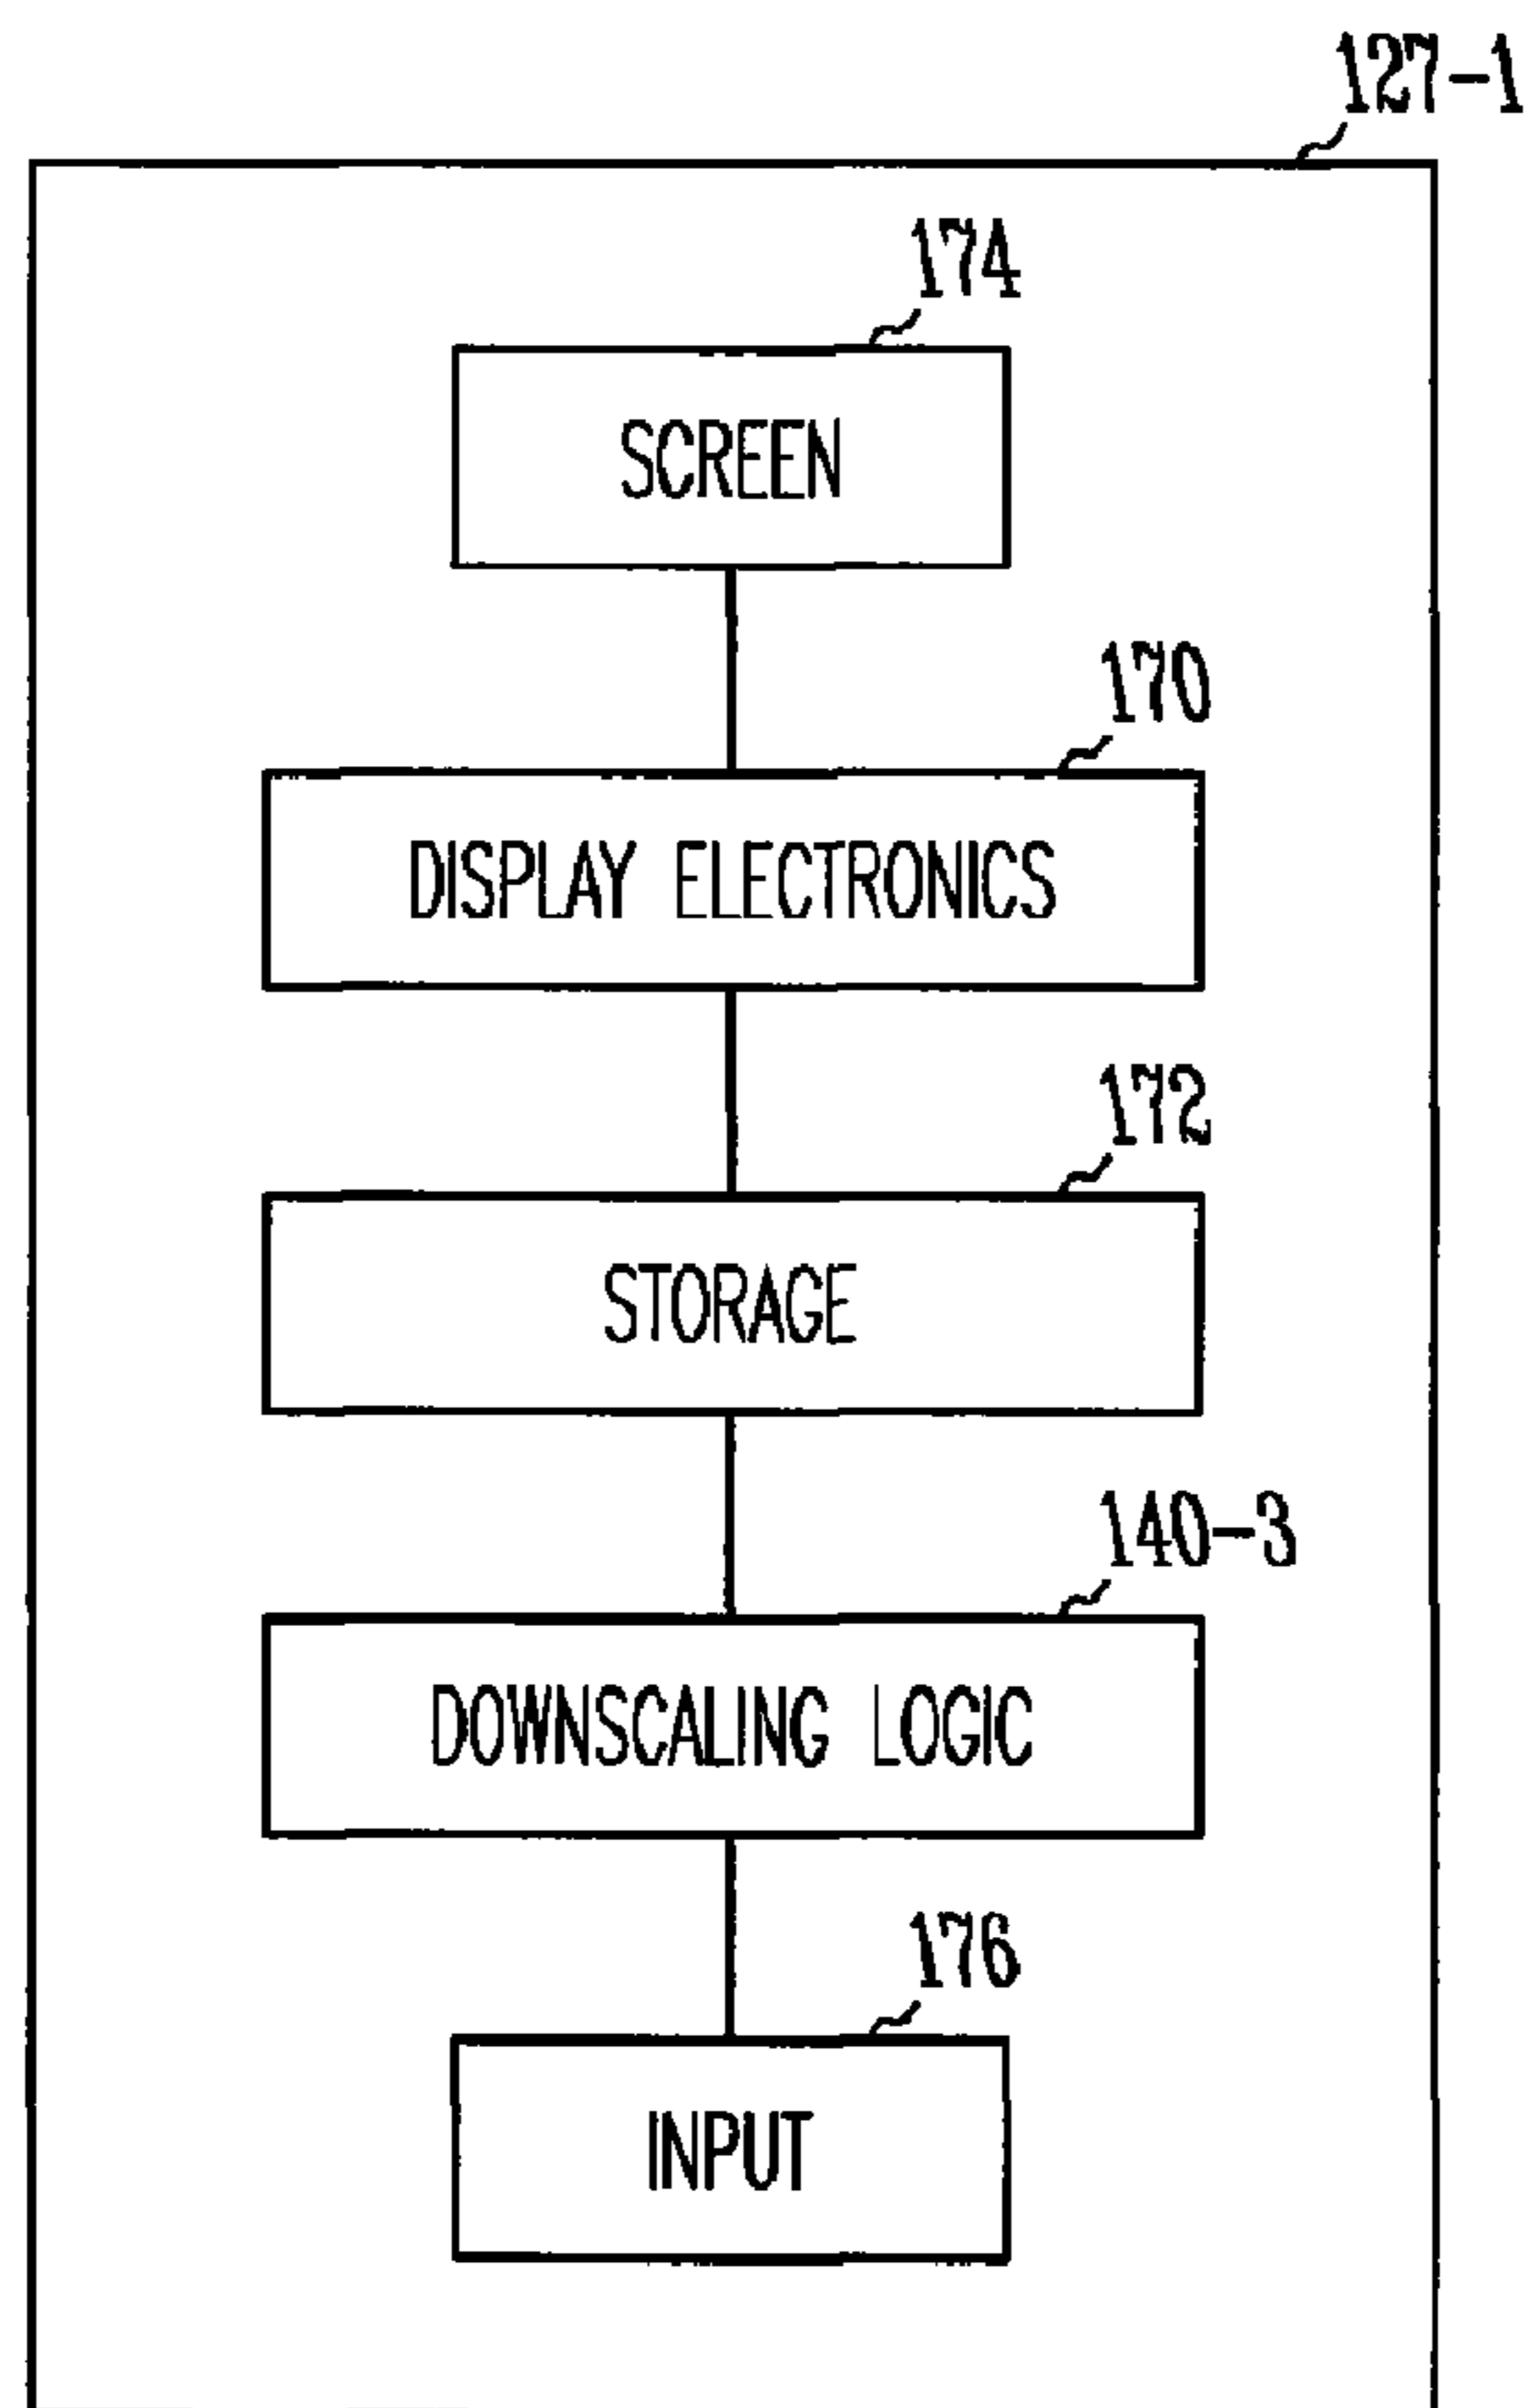 127-1
174
SCREEN
170
DISPLAY ELECTRONICS
172
STORAGE
140-3
DOWNSCALING LOGIC
176
INPUT